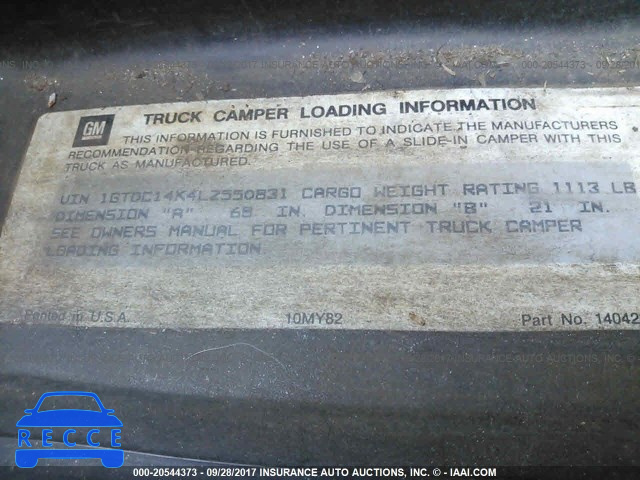 GM
TRUCK CAMPER LOADING INFORMATION
THIS INFORMATION IS FURNISHED TO INDICATE THE MANUFACTURERS
RECOMMENDATION REGARDING THE USE OF A SLIDE-IN CAMPER WITH THIS
TRUCK AS MANUFACTURED.
VIN 1GTDC14K4LZ550831 CARGO WEIGHT RATING 1113 LB
DIMENSION "A" 68 IN. DIMENSION "B" 21 IN.
SEE OWNERS MANUAL FOR PERTINENT TRUCK CAMPER
LOADING INFORMATION.
Printed in U.S.A. 10MY82 Part No. 14042
RECCE
000-20544373 - 09/28/2017 INSURANCE AUTO AUCTIONS, INC. © - IAAI.COM